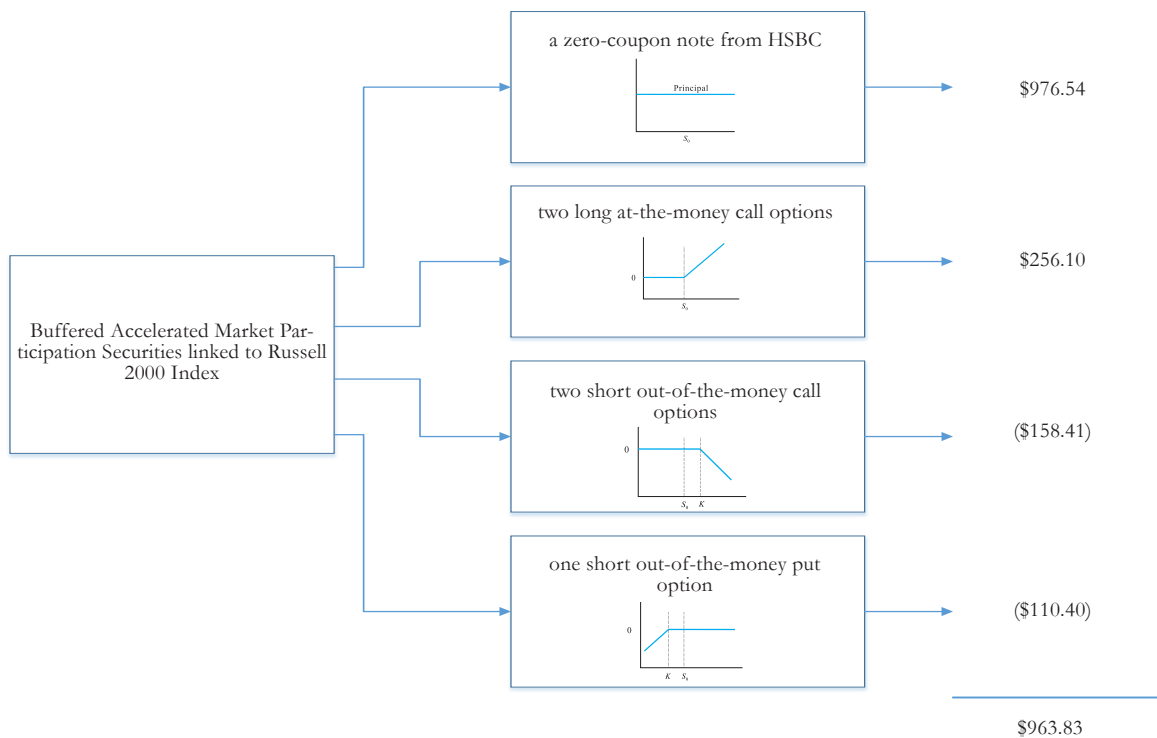 a zero-coupon note from HSBC
Principal
S₀
$976.54
two long at-the-money call options
0
S₀
$256.10
Buffered Accelerated Market Par-
ticipation Securities linked to Russell
2000 Index
two short out-of-the-money call
options
0
S₀ K
($158.41)
one short out-of-the-money put
option
0
K S₀
($110.40)
$963.83